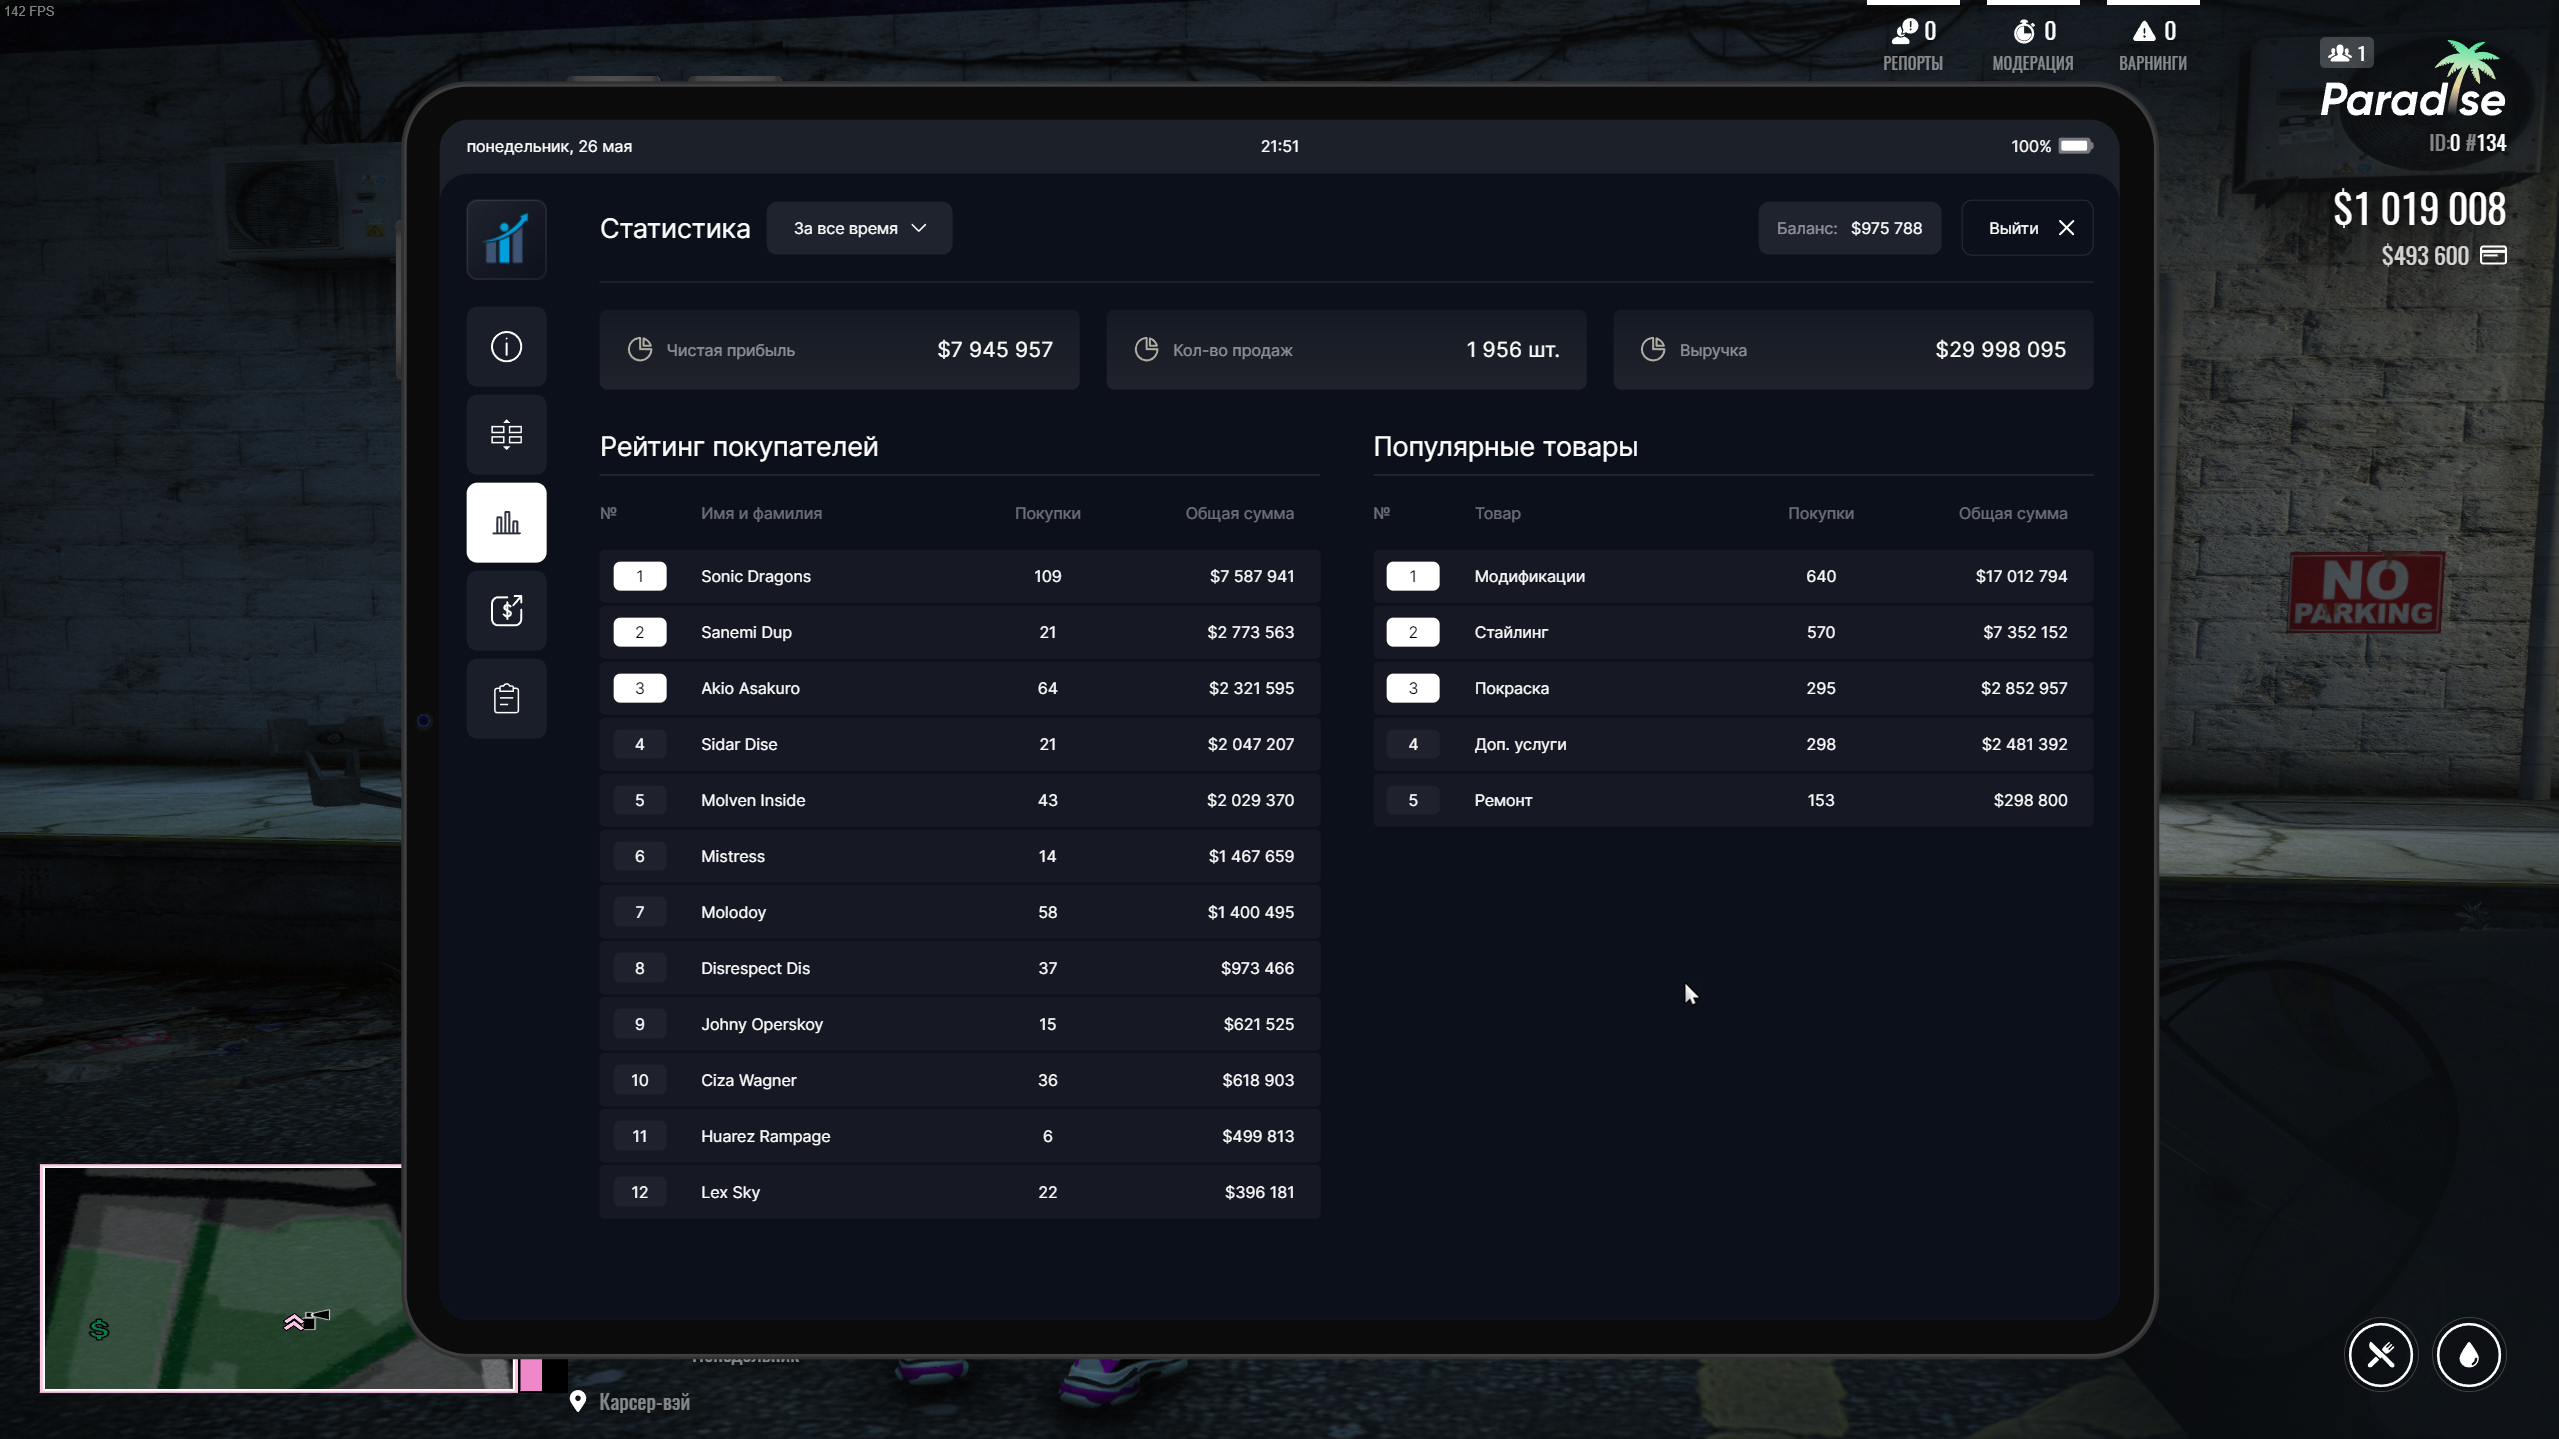 142 FPS
0 0 0
РЕПОРТЫ МОДЕРАЦИЯ ВАРНИНГИ
1
Paradise
ID:0 #134
$1 019 008
$493 600
понедельник, 26 мая 21:51 100%
Статистика За все время Баланс: $975 788 Выйти
Чистая прибыль $7 945 957 Кол-во продаж 1 956 шт. Выручка $29 998 095
Рейтинг покупателей
№ Имя и фамилия Покупки Общая сумма
1 Sonic Dragons 109 $7 587 941
2 Sanemi Dup 21 $2 773 563
3 Akio Asakuro 64 $2 321 595
4 Sidar Dise 21 $2 047 207
5 Molven Inside 43 $2 029 370
6 Mistress 14 $1 467 659
7 Molodoy 58 $1 400 495
8 Disrespect Dis 37 $973 466
9 Johny Operskoy 15 $621 525
10 Ciza Wagner 36 $618 903
11 Huarez Rampage 6 $499 813
12 Lex Sky 22 $396 181
Популярные товары
№ Товар Покупки Общая сумма
1 Модификации 640 $17 012 794
2 Стайлинг 570 $7 352 152
3 Покраска 295 $2 852 957
4 Доп. услуги 298 $2 481 392
5 Ремонт 153 $298 800
NO
PARKING
$
Карсер-вэй